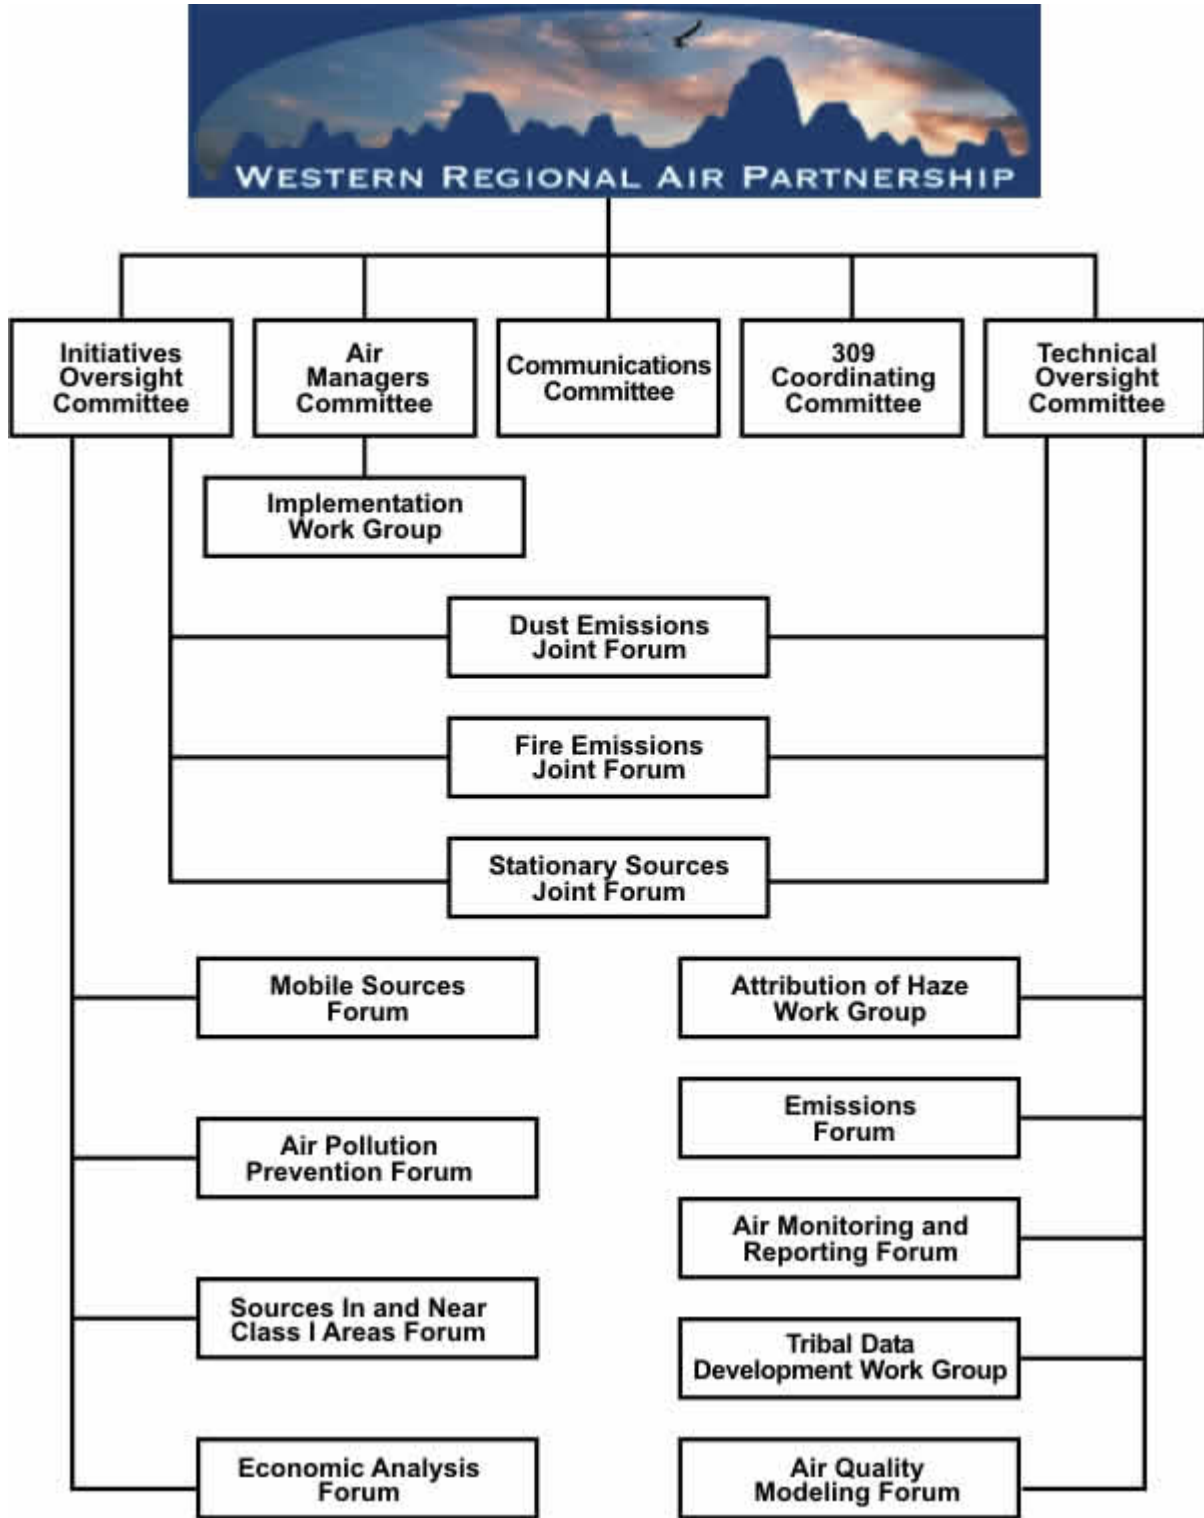 WESTERN REGIONAL AIR PARTNERSHIP
Initiatives
Oversight
Committee
Air
Managers
Committee
Communications
Committee
309
Coordinating
Committee
Technical
Oversight
Committee
Implementation
Work Group
Dust Emissions
Joint Forum
Fire Emissions
Joint Forum
Stationary Sources
Joint Forum
Mobile Sources
Forum
Attribution of Haze
Work Group
Air Pollution
Prevention Forum
Emissions
Forum
Air Monitoring and
Reporting Forum
Sources In and Near
Class I Areas Forum
Tribal Data
Development Work Group
Economic Analysis
Forum
Air Quality
Modeling Forum